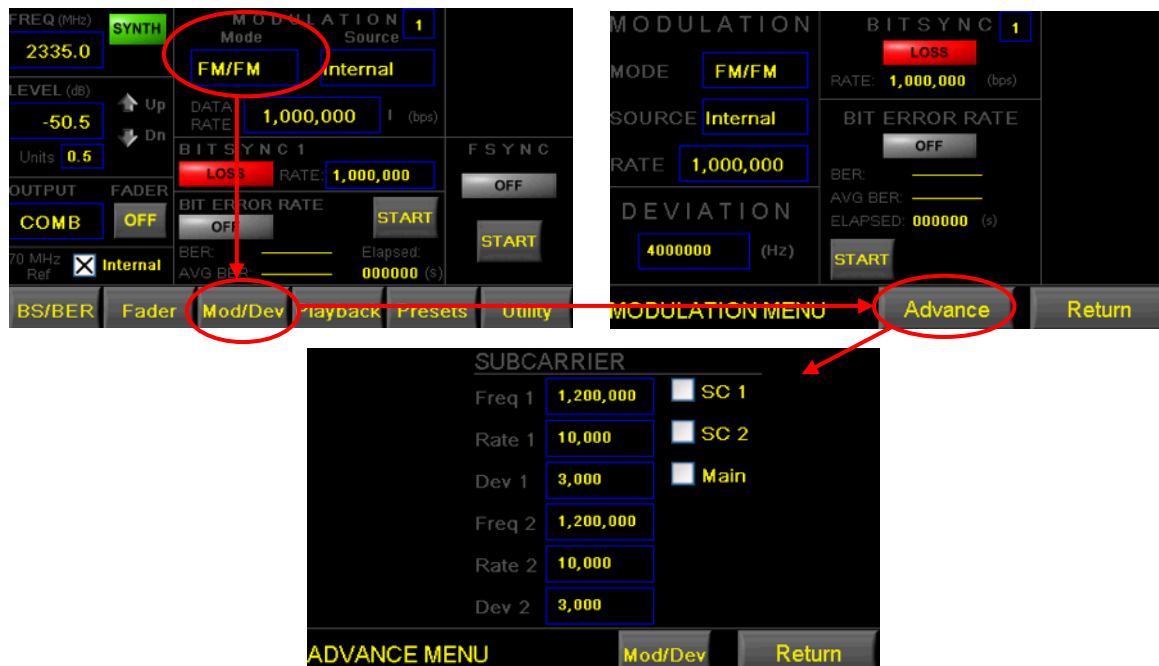 FREQ (MHz)
SYNTH
2335.0
LEVEL (dB)
Up
-50.5
Dn
Units 0.5
OUTPUT FADER
COMB OFF
70 MHz Ref Internal
MODULATION 1
Mode Source
FM/FM Internal
DATA RATE 1,000,000 I (bps)
BITSYNC 1
LOSS RATE: 1,000,000
BIT ERROR RATE
OFF START
BER: Elapsed:
AVG BER: 000000 (s)
FSYNC
OFF
START
BS/BER Fader Mod/Dev Playback Presets Utility
MODULATION
MODE FM/FM
SOURCE Internal
RATE 1,000,000
DEVIATION
4000000 (Hz)
BITSYNC 1
LOSS
RATE: 1,000,000 (bps)
BIT ERROR RATE
OFF
BER:
AVG BER:
ELAPSED: 000000 (s)
START
MODULATION MENU Advance Return
SUBCARRIER
Freq 1 1,200,000 SC 1
Rate 1 10,000 SC 2
Dev 1 3,000 Main
Freq 2 1,200,000
Rate 2 10,000
Dev 2 3,000
ADVANCE MENU Mod/Dev Return